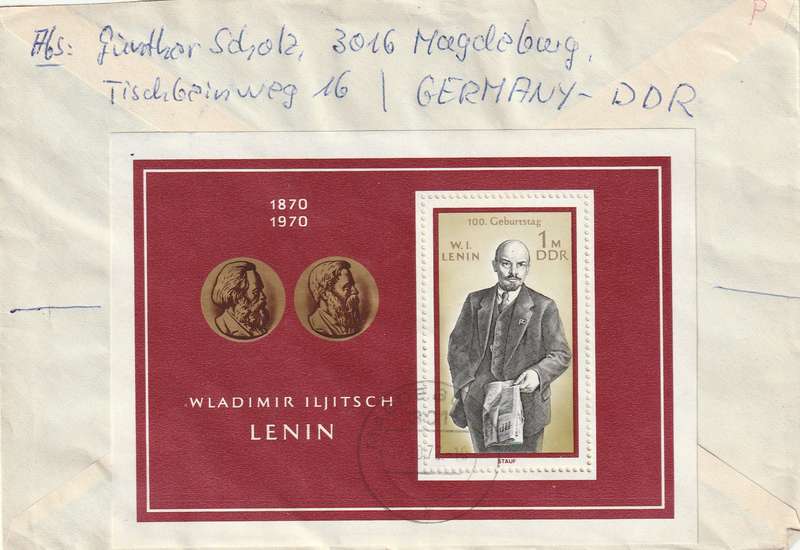 Abs: Günther Scholz, 3016 Magdeburg,
Tischbeinweg 16 | GERMANY - DDR
P
1870
1970
100. Geburtstag
W. I.
LENIN
1 M
DDR
WLADIMIR ILJITSCH
LENIN
STAUF